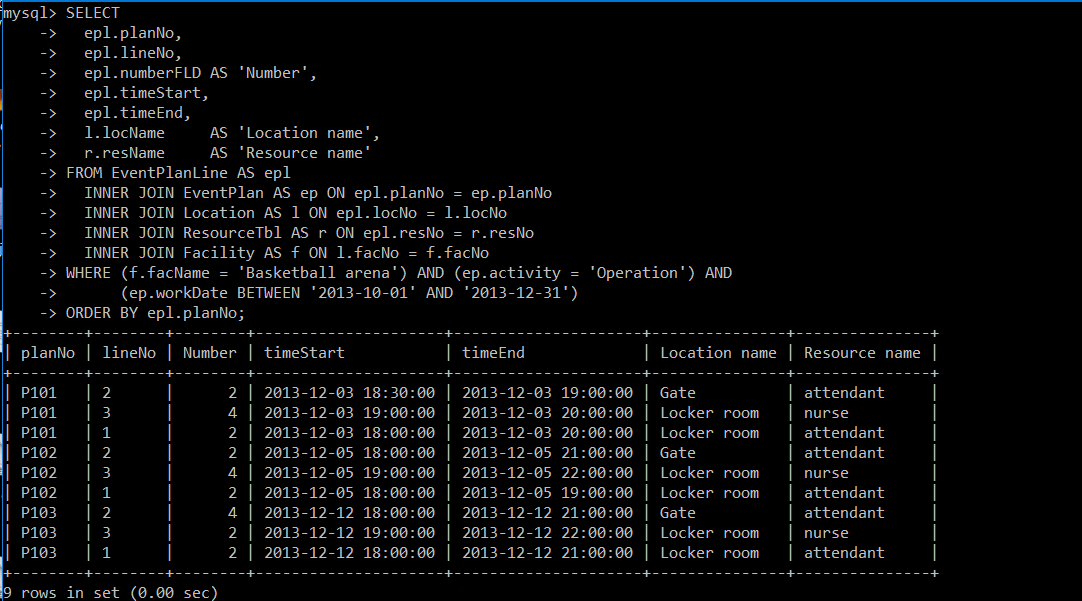 mysql> SELECT
    ->   epl.planNo,
    ->   epl.lineNo,
    ->   epl.numberFLD AS 'Number',
    ->   epl.timeStart,
    ->   epl.timeEnd,
    ->   l.locName     AS 'Location name',
    ->   r.resName     AS 'Resource name'
    -> FROM EventPlanLine AS epl
    ->   INNER JOIN EventPlan AS ep ON epl.planNo = ep.planNo
    ->   INNER JOIN Location AS l ON epl.locNo = l.locNo
    ->   INNER JOIN ResourceTbl AS r ON epl.resNo = r.resNo
    ->   INNER JOIN Facility AS f ON l.facNo = f.facNo
    -> WHERE (f.facName = 'Basketball arena') AND (ep.activity = 'Operation') AND
    ->       (ep.workDate BETWEEN '2013-10-01' AND '2013-12-31')
    -> ORDER BY epl.planNo;
+--------+--------+--------+---------------------+---------------------+---------------+---------------+
| planNo | lineNo | Number | timeStart           | timeEnd             | Location name | Resource name |
+--------+--------+--------+---------------------+---------------------+---------------+---------------+
| P101   | 2      |      2 | 2013-12-03 18:30:00 | 2013-12-03 19:00:00 | Gate          | attendant     |
| P101   | 3      |      4 | 2013-12-03 19:00:00 | 2013-12-03 20:00:00 | Locker room   | nurse         |
| P101   | 1      |      2 | 2013-12-03 18:00:00 | 2013-12-03 20:00:00 | Locker room   | attendant     |
| P102   | 2      |      2 | 2013-12-05 18:00:00 | 2013-12-05 21:00:00 | Gate          | attendant     |
| P102   | 3      |      4 | 2013-12-05 19:00:00 | 2013-12-05 22:00:00 | Locker room   | nurse         |
| P102   | 1      |      2 | 2013-12-05 18:00:00 | 2013-12-05 19:00:00 | Locker room   | attendant     |
| P103   | 2      |      4 | 2013-12-12 18:00:00 | 2013-12-12 21:00:00 | Gate          | attendant     |
| P103   | 3      |      2 | 2013-12-12 19:00:00 | 2013-12-12 22:00:00 | Locker room   | nurse         |
| P103   | 1      |      2 | 2013-12-12 18:00:00 | 2013-12-12 21:00:00 | Locker room   | attendant     |
+--------+--------+--------+---------------------+---------------------+---------------+---------------+
9 rows in set (0.00 sec)